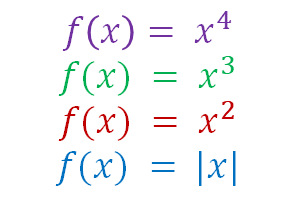 f(x) = x⁴
f(x) = x³
f(x) = x²
f(x) = |x|